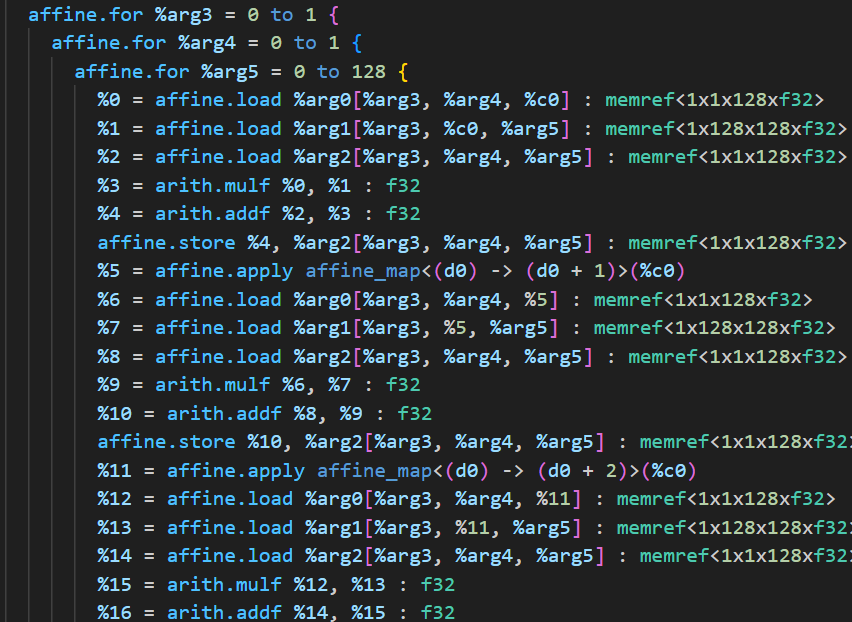 affine.for %arg3 = 0 to 1 {
affine.for %arg4 = 0 to 1 {
affine.for %arg5 = 0 to 128 {
%0 = affine.load %arg0[%arg3, %arg4, %c0] : memref<1x1x128xf32>
%1 = affine.load %arg1[%arg3, %c0, %arg5] : memref<1x128x128xf32>
%2 = affine.load %arg2[%arg3, %arg4, %arg5] : memref<1x1x128xf32>
%3 = arith.mulf %0, %1 : f32
%4 = arith.addf %2, %3 : f32
affine.store %4, %arg2[%arg3, %arg4, %arg5] : memref<1x1x128xf32>
%5 = affine.apply affine_map<(d0) -> (d0 + 1)>(%c0)
%6 = affine.load %arg0[%arg3, %arg4, %5] : memref<1x1x128xf32>
%7 = affine.load %arg1[%arg3, %5, %arg5] : memref<1x128x128xf32>
%8 = affine.load %arg2[%arg3, %arg4, %arg5] : memref<1x1x128xf32>
%9 = arith.mulf %6, %7 : f32
%10 = arith.addf %8, %9 : f32
affine.store %10, %arg2[%arg3, %arg4, %arg5] : memref<1x1x128xf32>
%11 = affine.apply affine_map<(d0) -> (d0 + 2)>(%c0)
%12 = affine.load %arg0[%arg3, %arg4, %11] : memref<1x1x128xf32>
%13 = affine.load %arg1[%arg3, %11, %arg5] : memref<1x128x128xf32>
%14 = affine.load %arg2[%arg3, %arg4, %arg5] : memref<1x1x128xf32>
%15 = arith.mulf %12, %13 : f32
%16 = arith.addf %14, %15 : f32